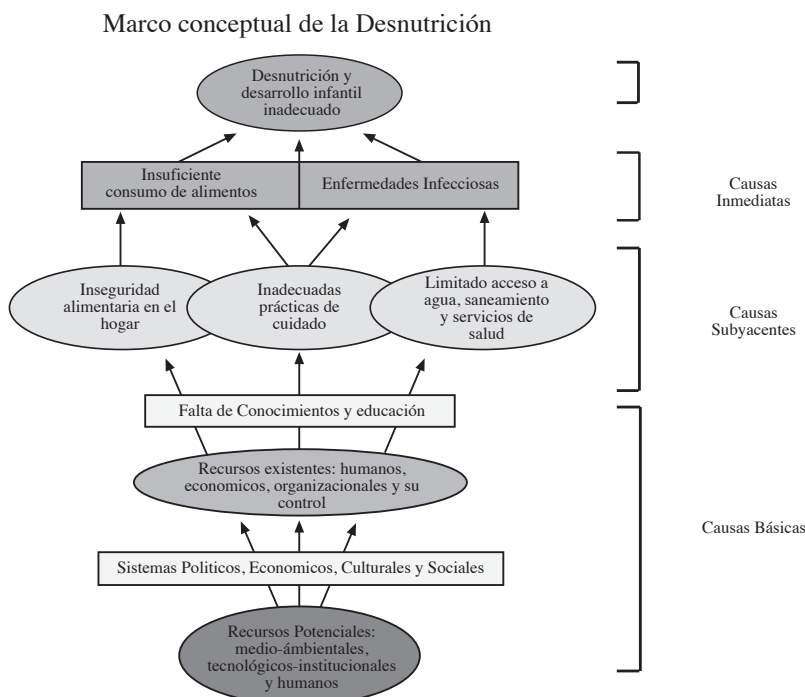 Marco conceptual de la Desnutrición
Desnutrición y
desarrollo infantil
inadecuado
Insuficiente
consumo de alimentos
Enfermedades Infecciosas
Causas
Inmediatas
Inseguridad
alimentaria en el
hogar
Inadecuadas
prácticas de
cuidado
Limitado acceso a
agua, saneamiento
y servicios de
salud
Causas
Subyacentes
Falta de Conocimientos y educación
Recursos existentes: humanos,
economicos, organizacionales y su
control
Causas Básicas
Sistemas Politicos, Economicos, Culturales y Sociales
Recursos Potenciales:
medio-ámbientales,
tecnológicos-institucionales
y humanos